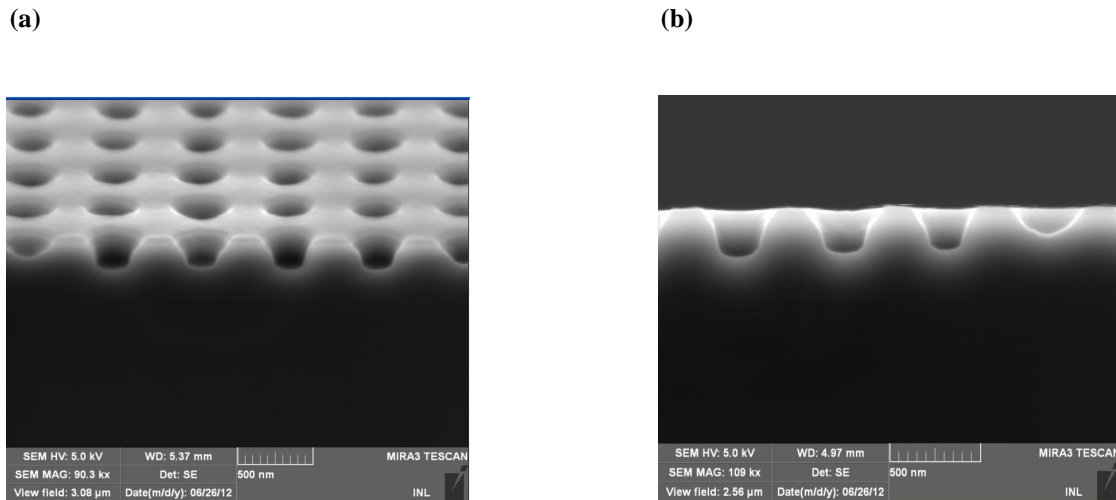 (a)
(b)
SEM HV: 5.0 kV WD: 5.37 mm MIRA3 TESCAN
SEM MAG: 90.3 kx Det: SE 500 nm
View field: 3.08 µm Date(m/d/y): 06/26/12 INL
SEM HV: 5.0 kV WD: 4.97 mm MIRA3 TESCAN
SEM MAG: 109 kx Det: SE 500 nm
View field: 2.56 µm Date(m/d/y): 06/26/12 INL